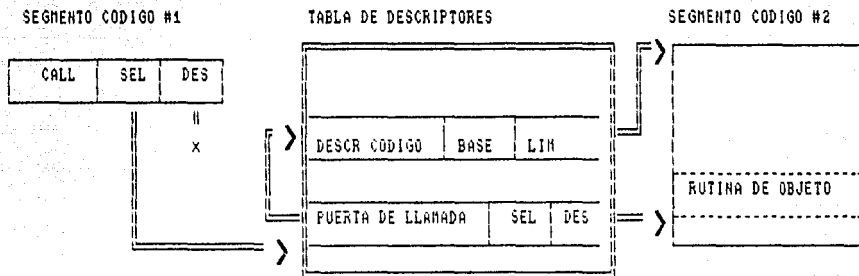 SEGMENTO CODIGO #1 TABLA DE DESCRIPTORES SEGMENTO CODIGO #2
CALL SEL DES
X
DESCR CODIGO BASE LIM
RUTINA DE OBJETO
PUERTA DE LLAMADA SEL DES